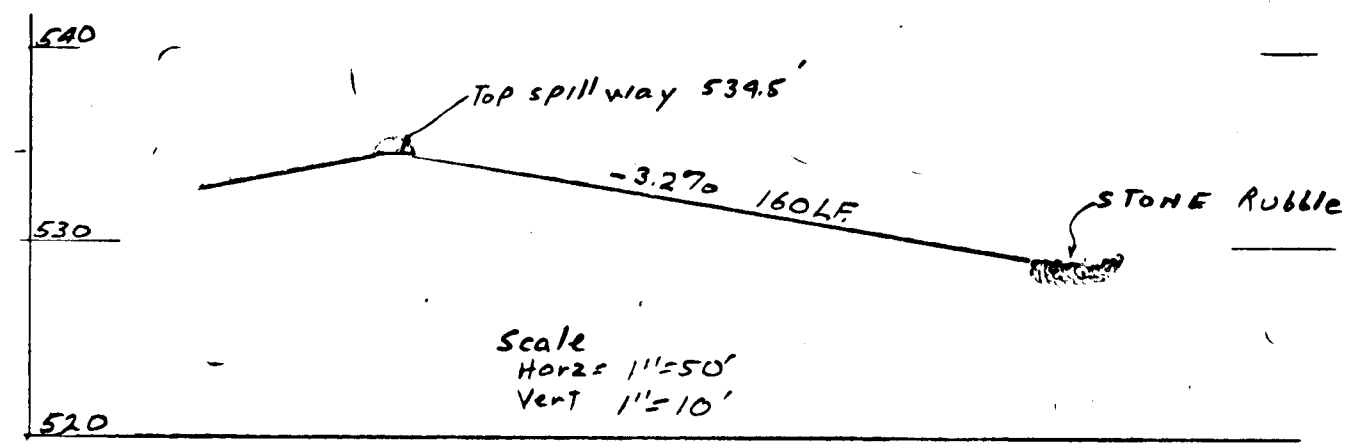 540
Top spillway 534.5'
-3.2% 160LF.
STONE Rubble
530
Scale
Horz= 1"=50'
Vert 1"=10'
520